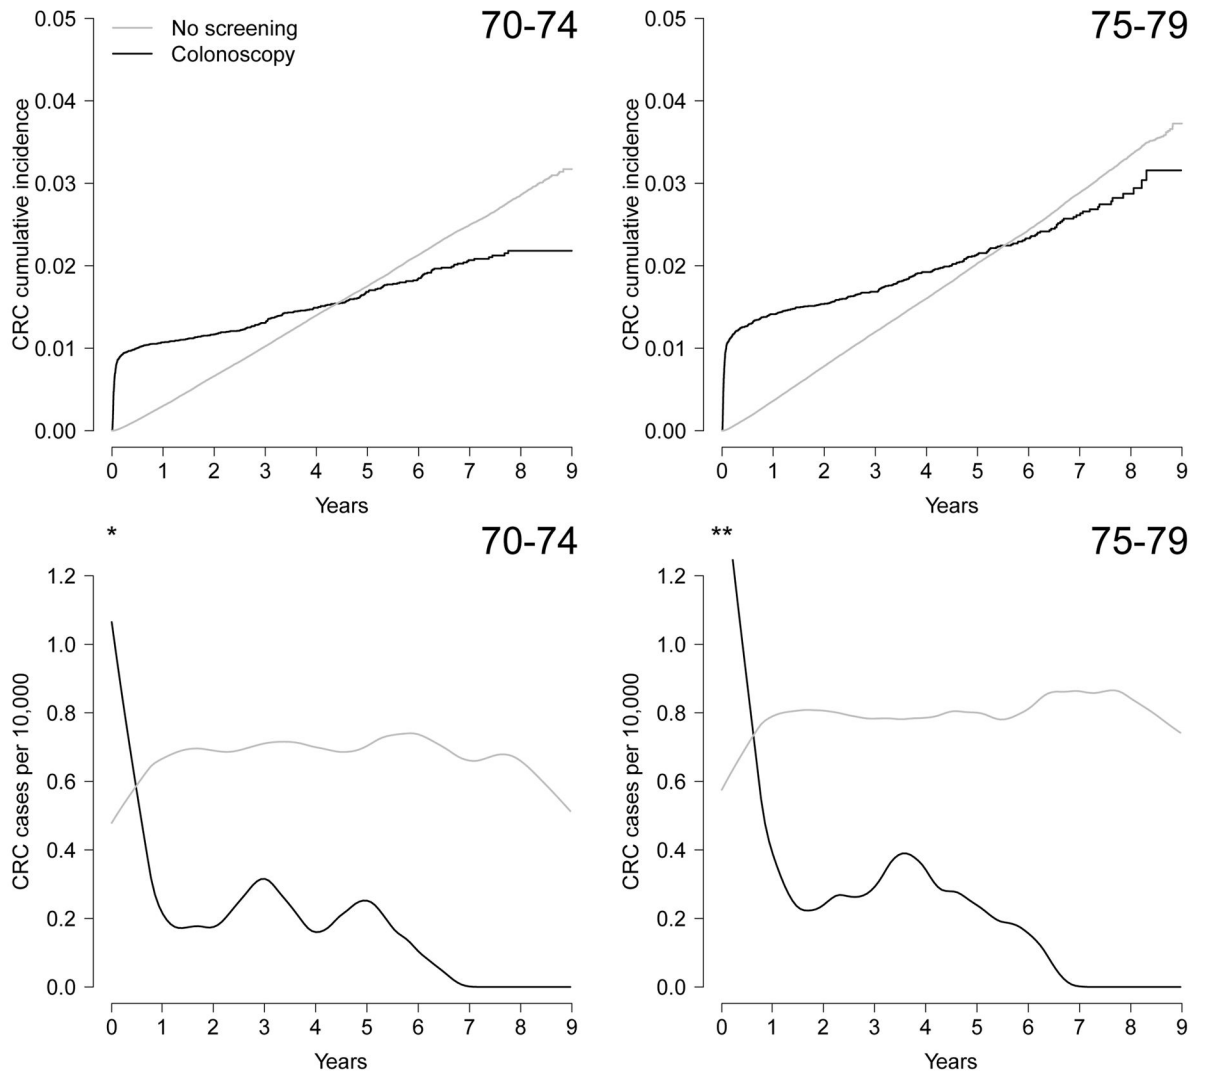 70-74
No screening
Colonoscopy
CRC cumulative incidence
0.05
0.04
0.03
0.02
0.01
0.00
0 1 2 3 4 5 6 7 8 9
Years
75-79
CRC cumulative incidence
0.05
0.04
0.03
0.02
0.01
0.00
0 1 2 3 4 5 6 7 8 9
Years
*
70-74
CRC cases per 10,000
1.2
1.0
0.8
0.6
0.4
0.2
0.0
0 1 2 3 4 5 6 7 8 9
Years
**
75-79
CRC cases per 10,000
1.2
1.0
0.8
0.6
0.4
0.2
0.0
0 1 2 3 4 5 6 7 8 9
Years